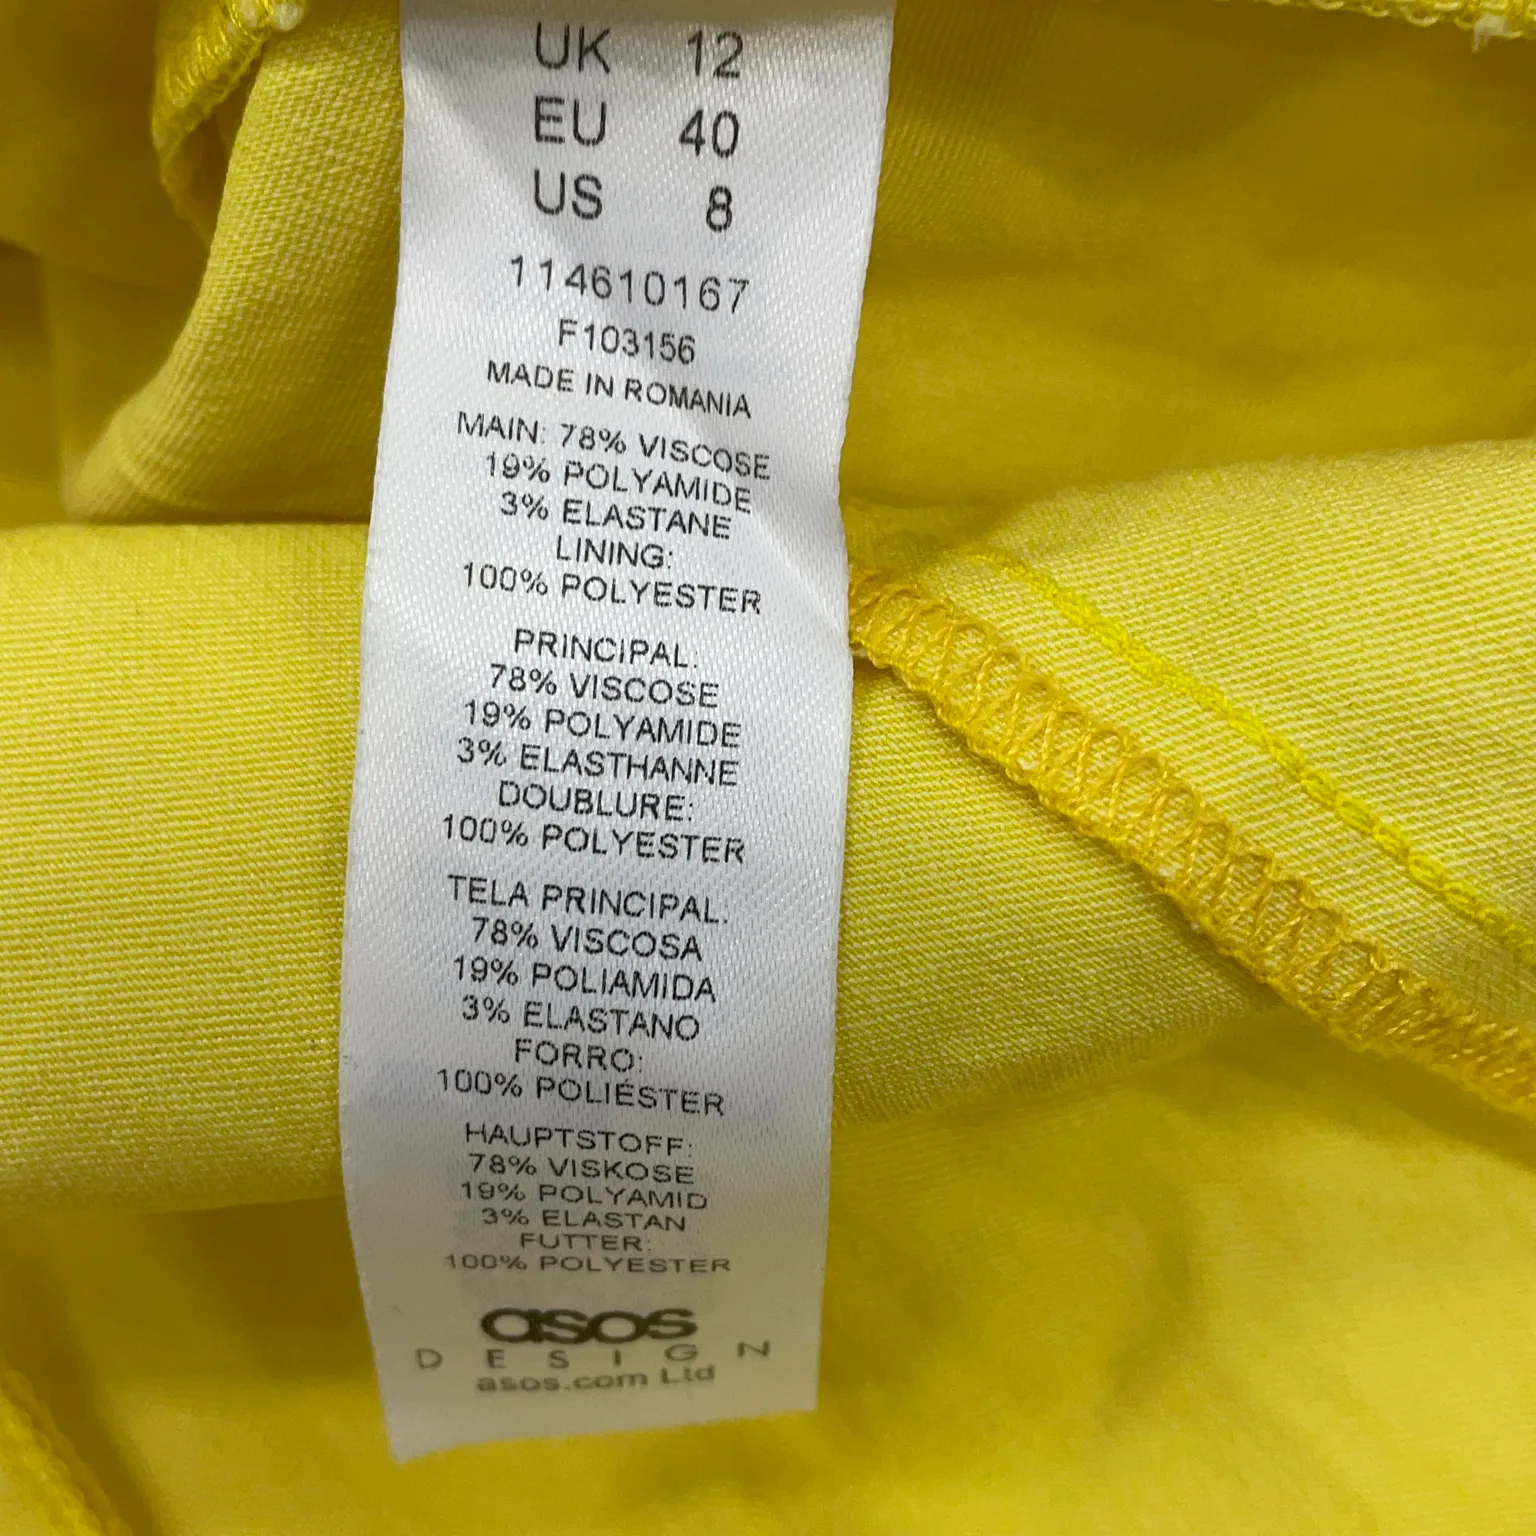 UK 12
EU 40
US 8
114610167
F103156
MADE IN ROMANIA
MAIN: 78% VISCOSE
19% POLYAMIDE
3% ELASTANE
LINING:
100% POLYESTER
PRINCIPAL:
78% VISCOSE
19% POLYAMIDE
3% ELASTHANNE
DOUBLURE:
100% POLYESTER
TELA PRINCIPAL:
78% VISCOSA
19% POLIAMIDA
3% ELASTANO
FORRO:
100% POLIÉSTER
HAUPTSTOFF:
78% VISKOSE
19% POLYAMID
3% ELASTAN
FUTTER:
100% POLYESTER
asos
DESIGN
asos.com Ltd